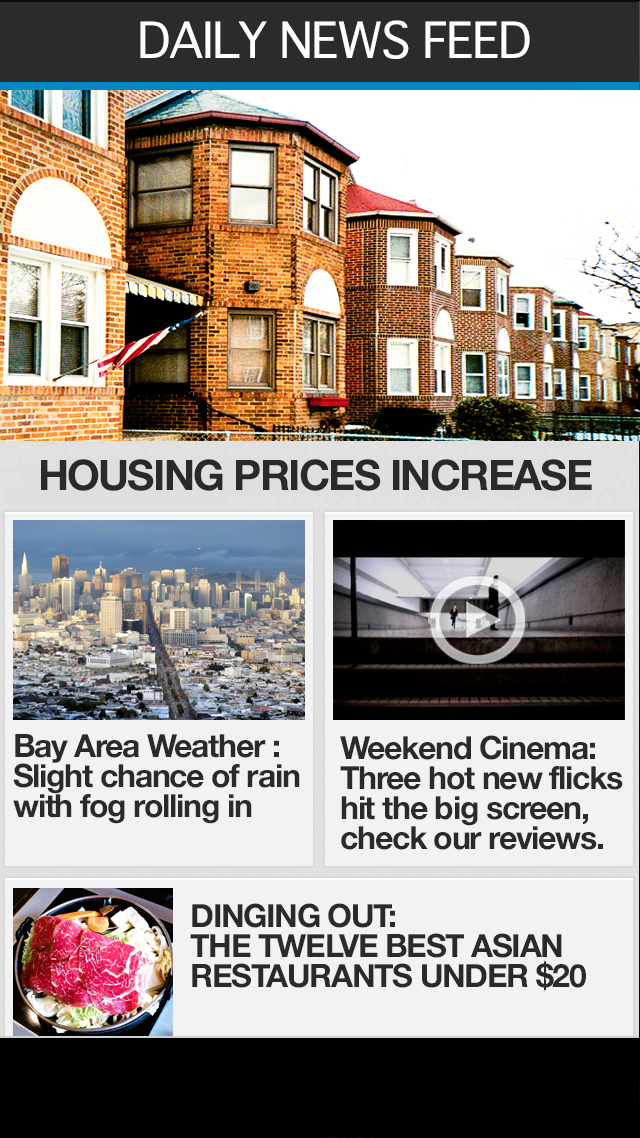 DAILY NEWS FEED
HOUSING PRICES INCREASE
Bay Area Weather :
Slight chance of rain
with fog rolling in
Weekend Cinema:
Three hot new flicks
hit the big screen,
check our reviews.
DINGING OUT:
THE TWELVE BEST ASIAN
RESTAURANTS UNDER $20